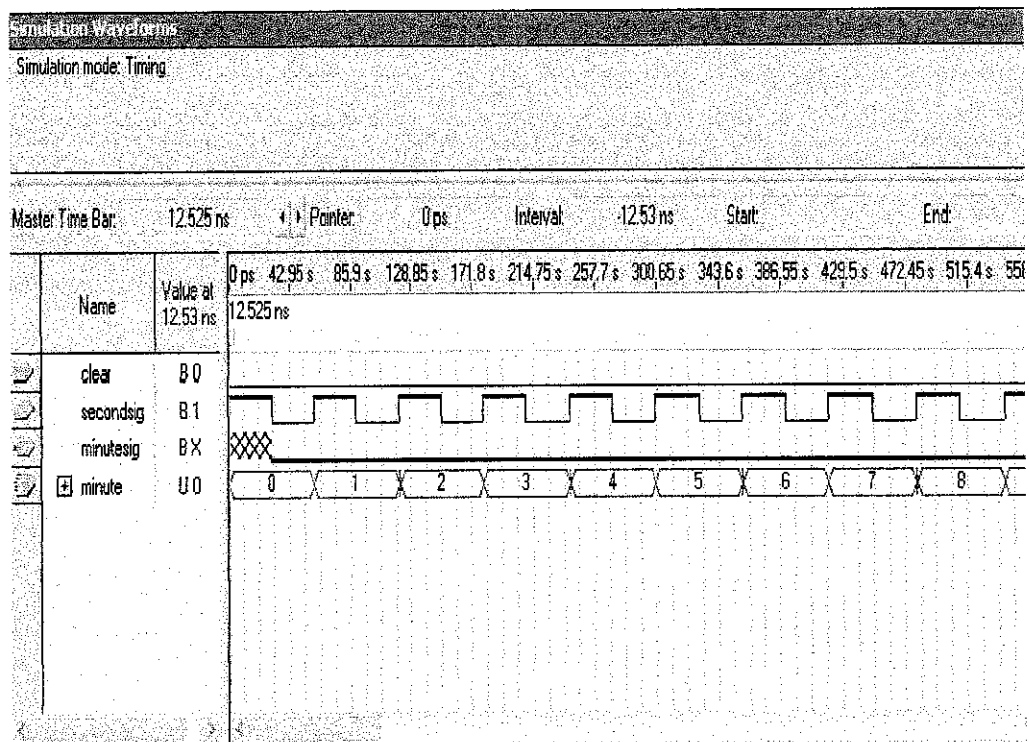 Simulation Waveforms
Simulation mode: Timing
Master Time Bar: 12.525 ns Pointer: 0 ps Interval: -12.53 ns Start: End:
Name Value at 12.53 ns 0 ps 42.95 s 85.9 s 128.85 s 171.8 s 214.75 s 257.7 s 300.65 s 343.6 s 386.55 s 429.5 s 472.45 s 515.4 s
12.525 ns
clear B 0
secondsig B 1
minutesig B X
minute U 0 0 1 2 3 4 5 6 7 8